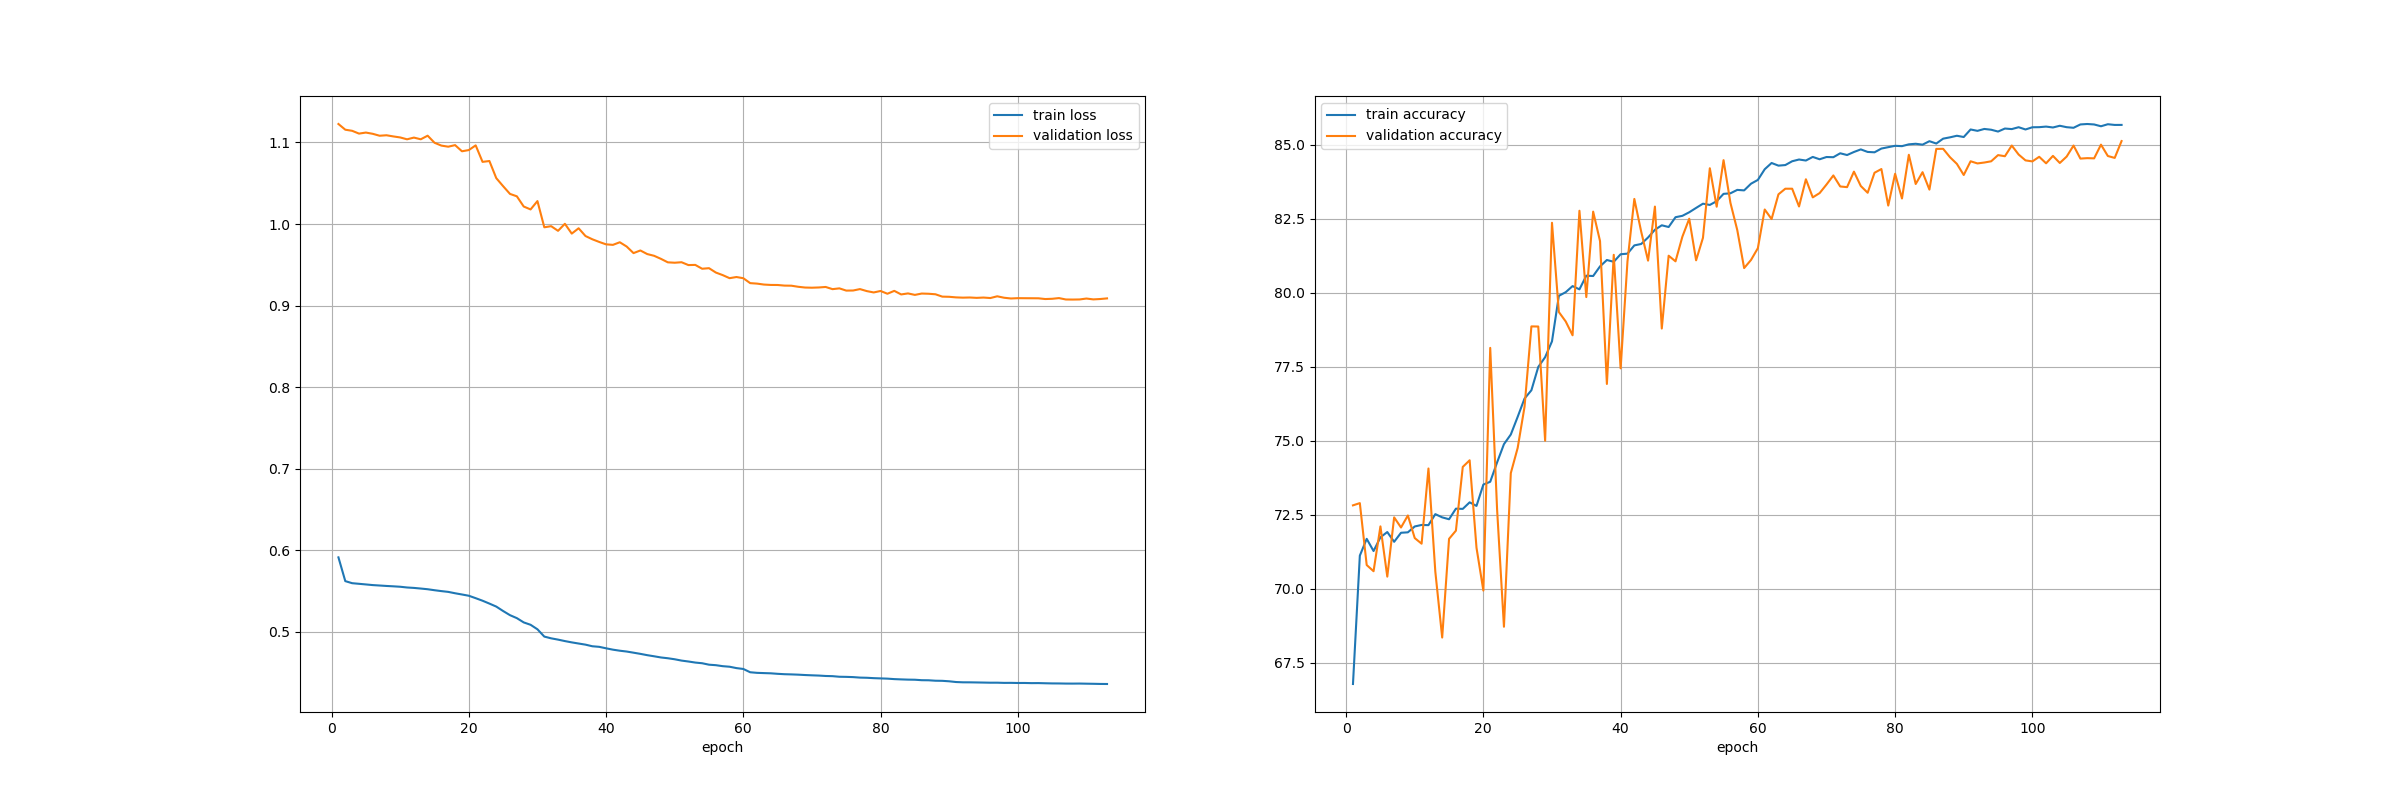 train loss
validation loss
1.1
1.0
0.9
0.8
0.7
0.6
0.5
0 20 40 60 80 100
epoch
train accuracy
validation accuracy
85.0
82.5
80.0
77.5
75.0
72.5
70.0
67.5
0 20 40 60 80 100
epoch